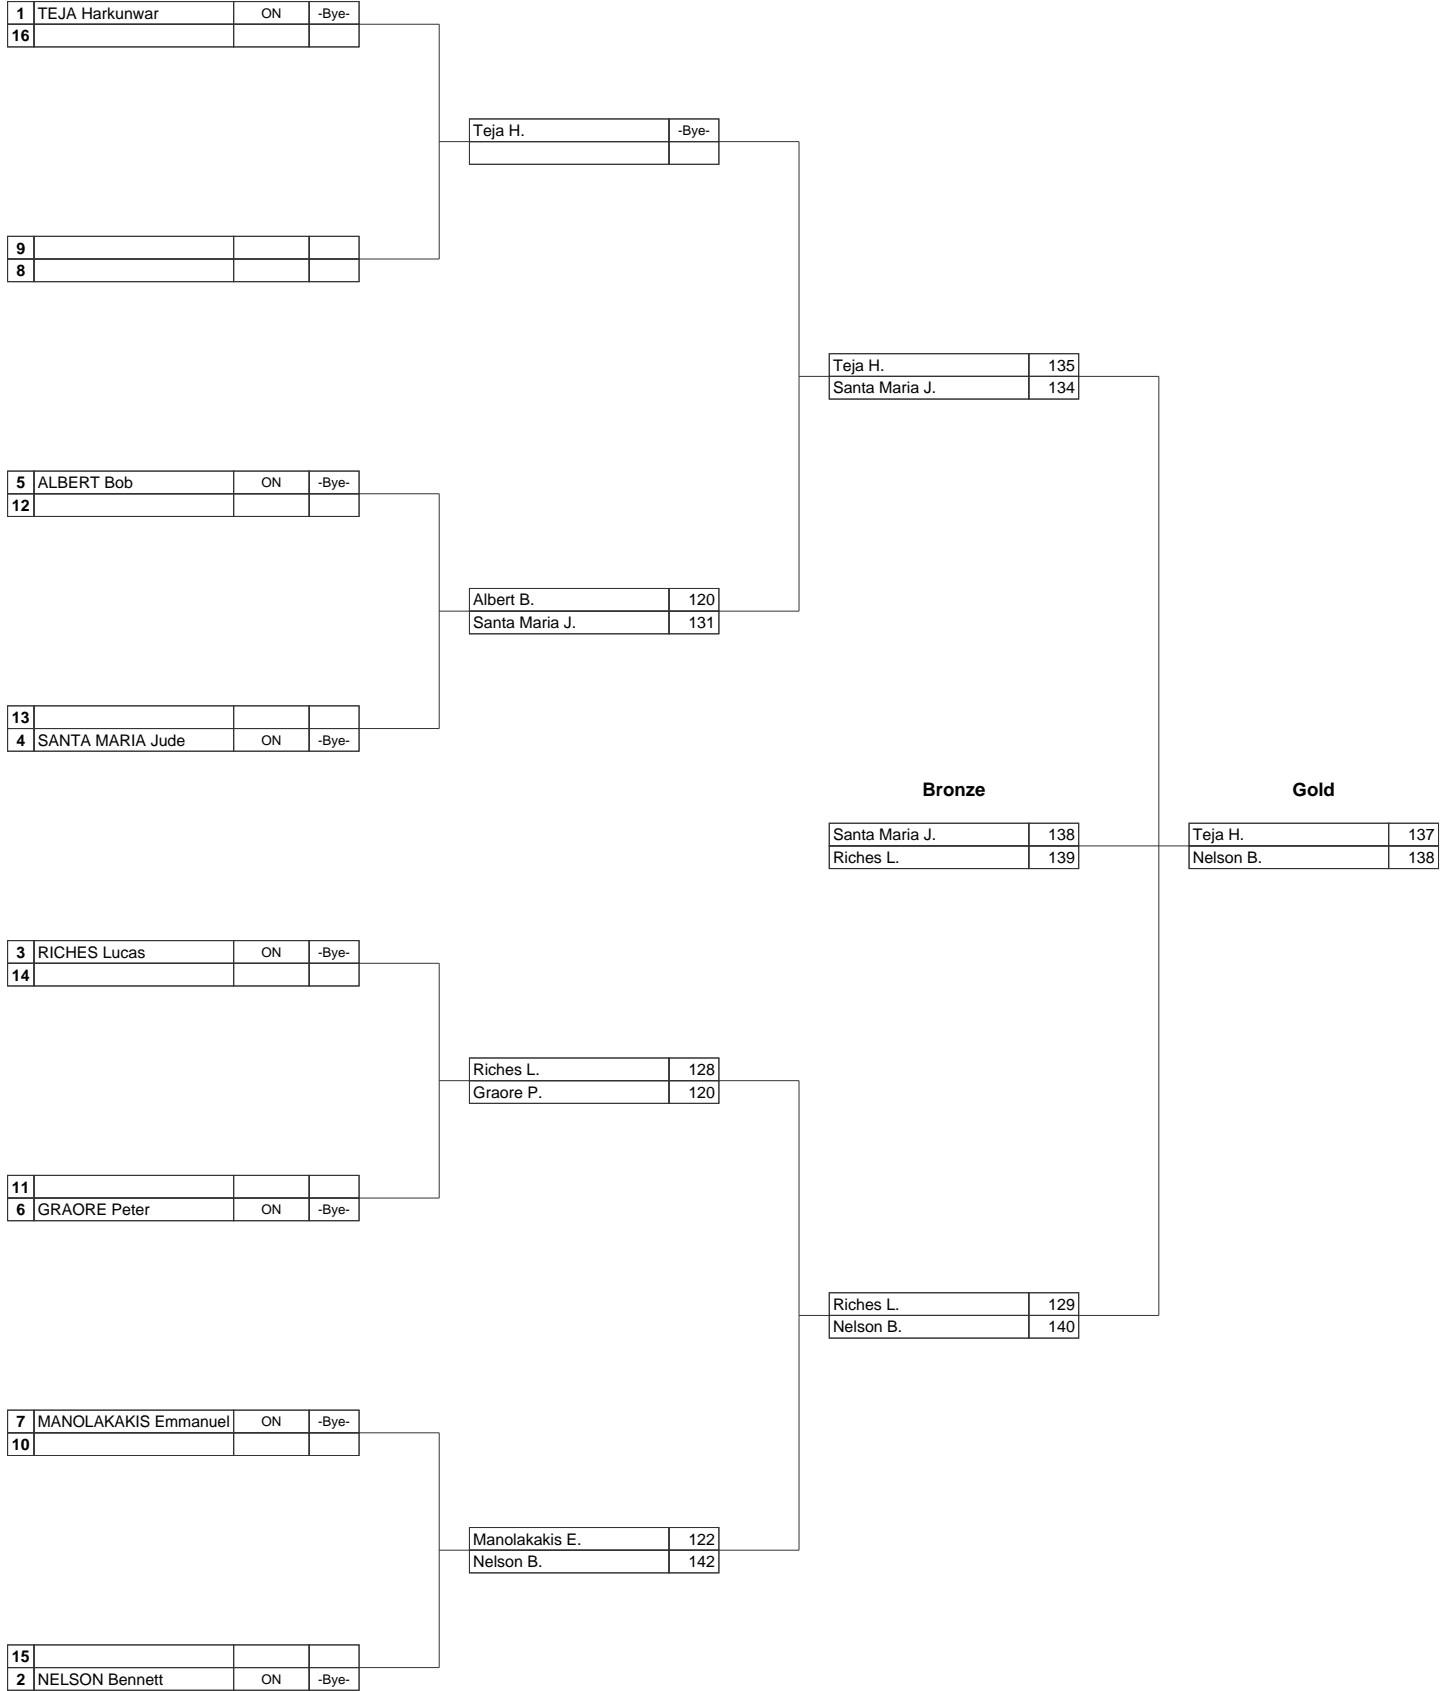 1 TEJA Harkunwar ON -Bye-
16
Teja H. -Bye-
9
8
Teja H. 135
Santa Maria J. 134
5 ALBERT Bob ON -Bye-
12
Albert B. 120
Santa Maria J. 131
13
4 SANTA MARIA Jude ON -Bye-
Bronze Gold
Santa Maria J. 138 Teja H. 137
Riches L. 139 Nelson B. 138
3 RICHES Lucas ON -Bye-
14
Riches L. 128
Graore P. 120
11
6 GRAORE Peter ON -Bye-
Riches L. 129
Nelson B. 140
7 MANOLAKAKIS Emmanuel ON -Bye-
10
Manolakakis E. 122
Nelson B. 142
15
2 NELSON Bennett ON -Bye-